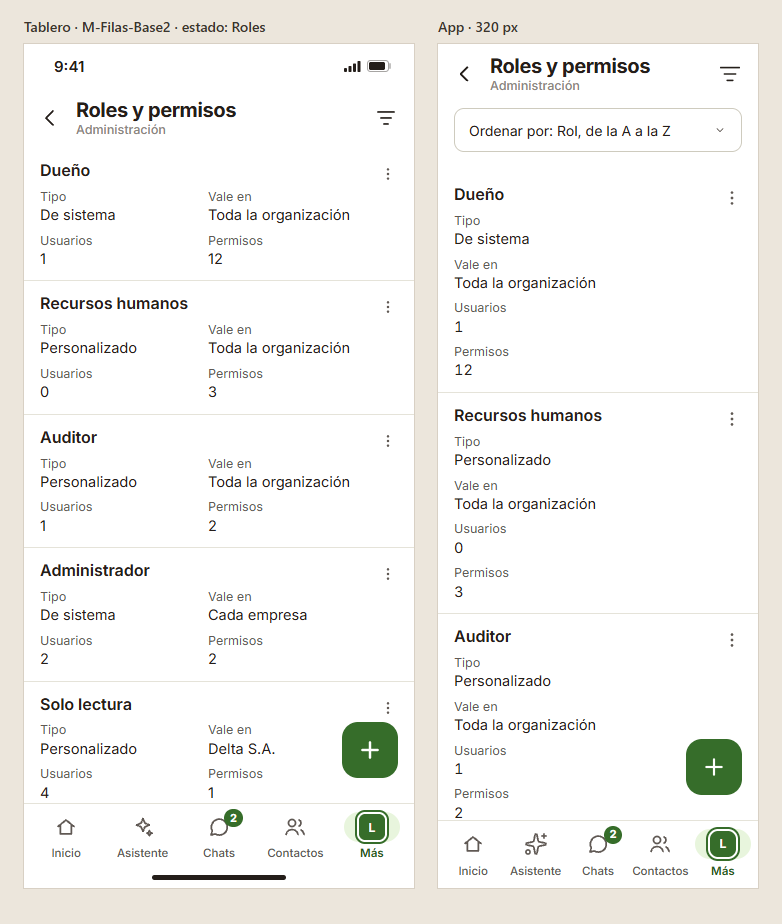 Tablero · M-Filas-Base2 · estado: Roles
9:41
Roles y permisos
Administración
Dueño
Tipo
Vale en
De sistema
Toda la organización
Usuarios
Permisos
1
12
Recursos humanos
Tipo
Vale en
Personalizado
Toda la organización
Usuarios
Permisos
0
3
Auditor
Tipo
Vale en
Personalizado
Toda la organización
Usuarios
Permisos
1
2
Administrador
Tipo
Vale en
De sistema
Cada empresa
Usuarios
Permisos
2
2
Solo lectura
Tipo
Vale en
Personalizado
Delta S.A.
Usuarios
Permisos
4
1
2
L
Inicio
Asistente
Chats
Contactos
Más
App · 320 px
Roles y permisos
Administración
Ordenar por: Rol, de la A a la Z
Dueño
Tipo
De sistema
Vale en
Toda la organización
Usuarios
1
Permisos
12
Recursos humanos
Tipo
Personalizado
Vale en
Toda la organización
Usuarios
0
Permisos
3
Auditor
Tipo
Personalizado
Vale en
Toda la organización
Usuarios
1
Permisos
2
2
L
Inicio
Asistente
Chats
Contactos
Más